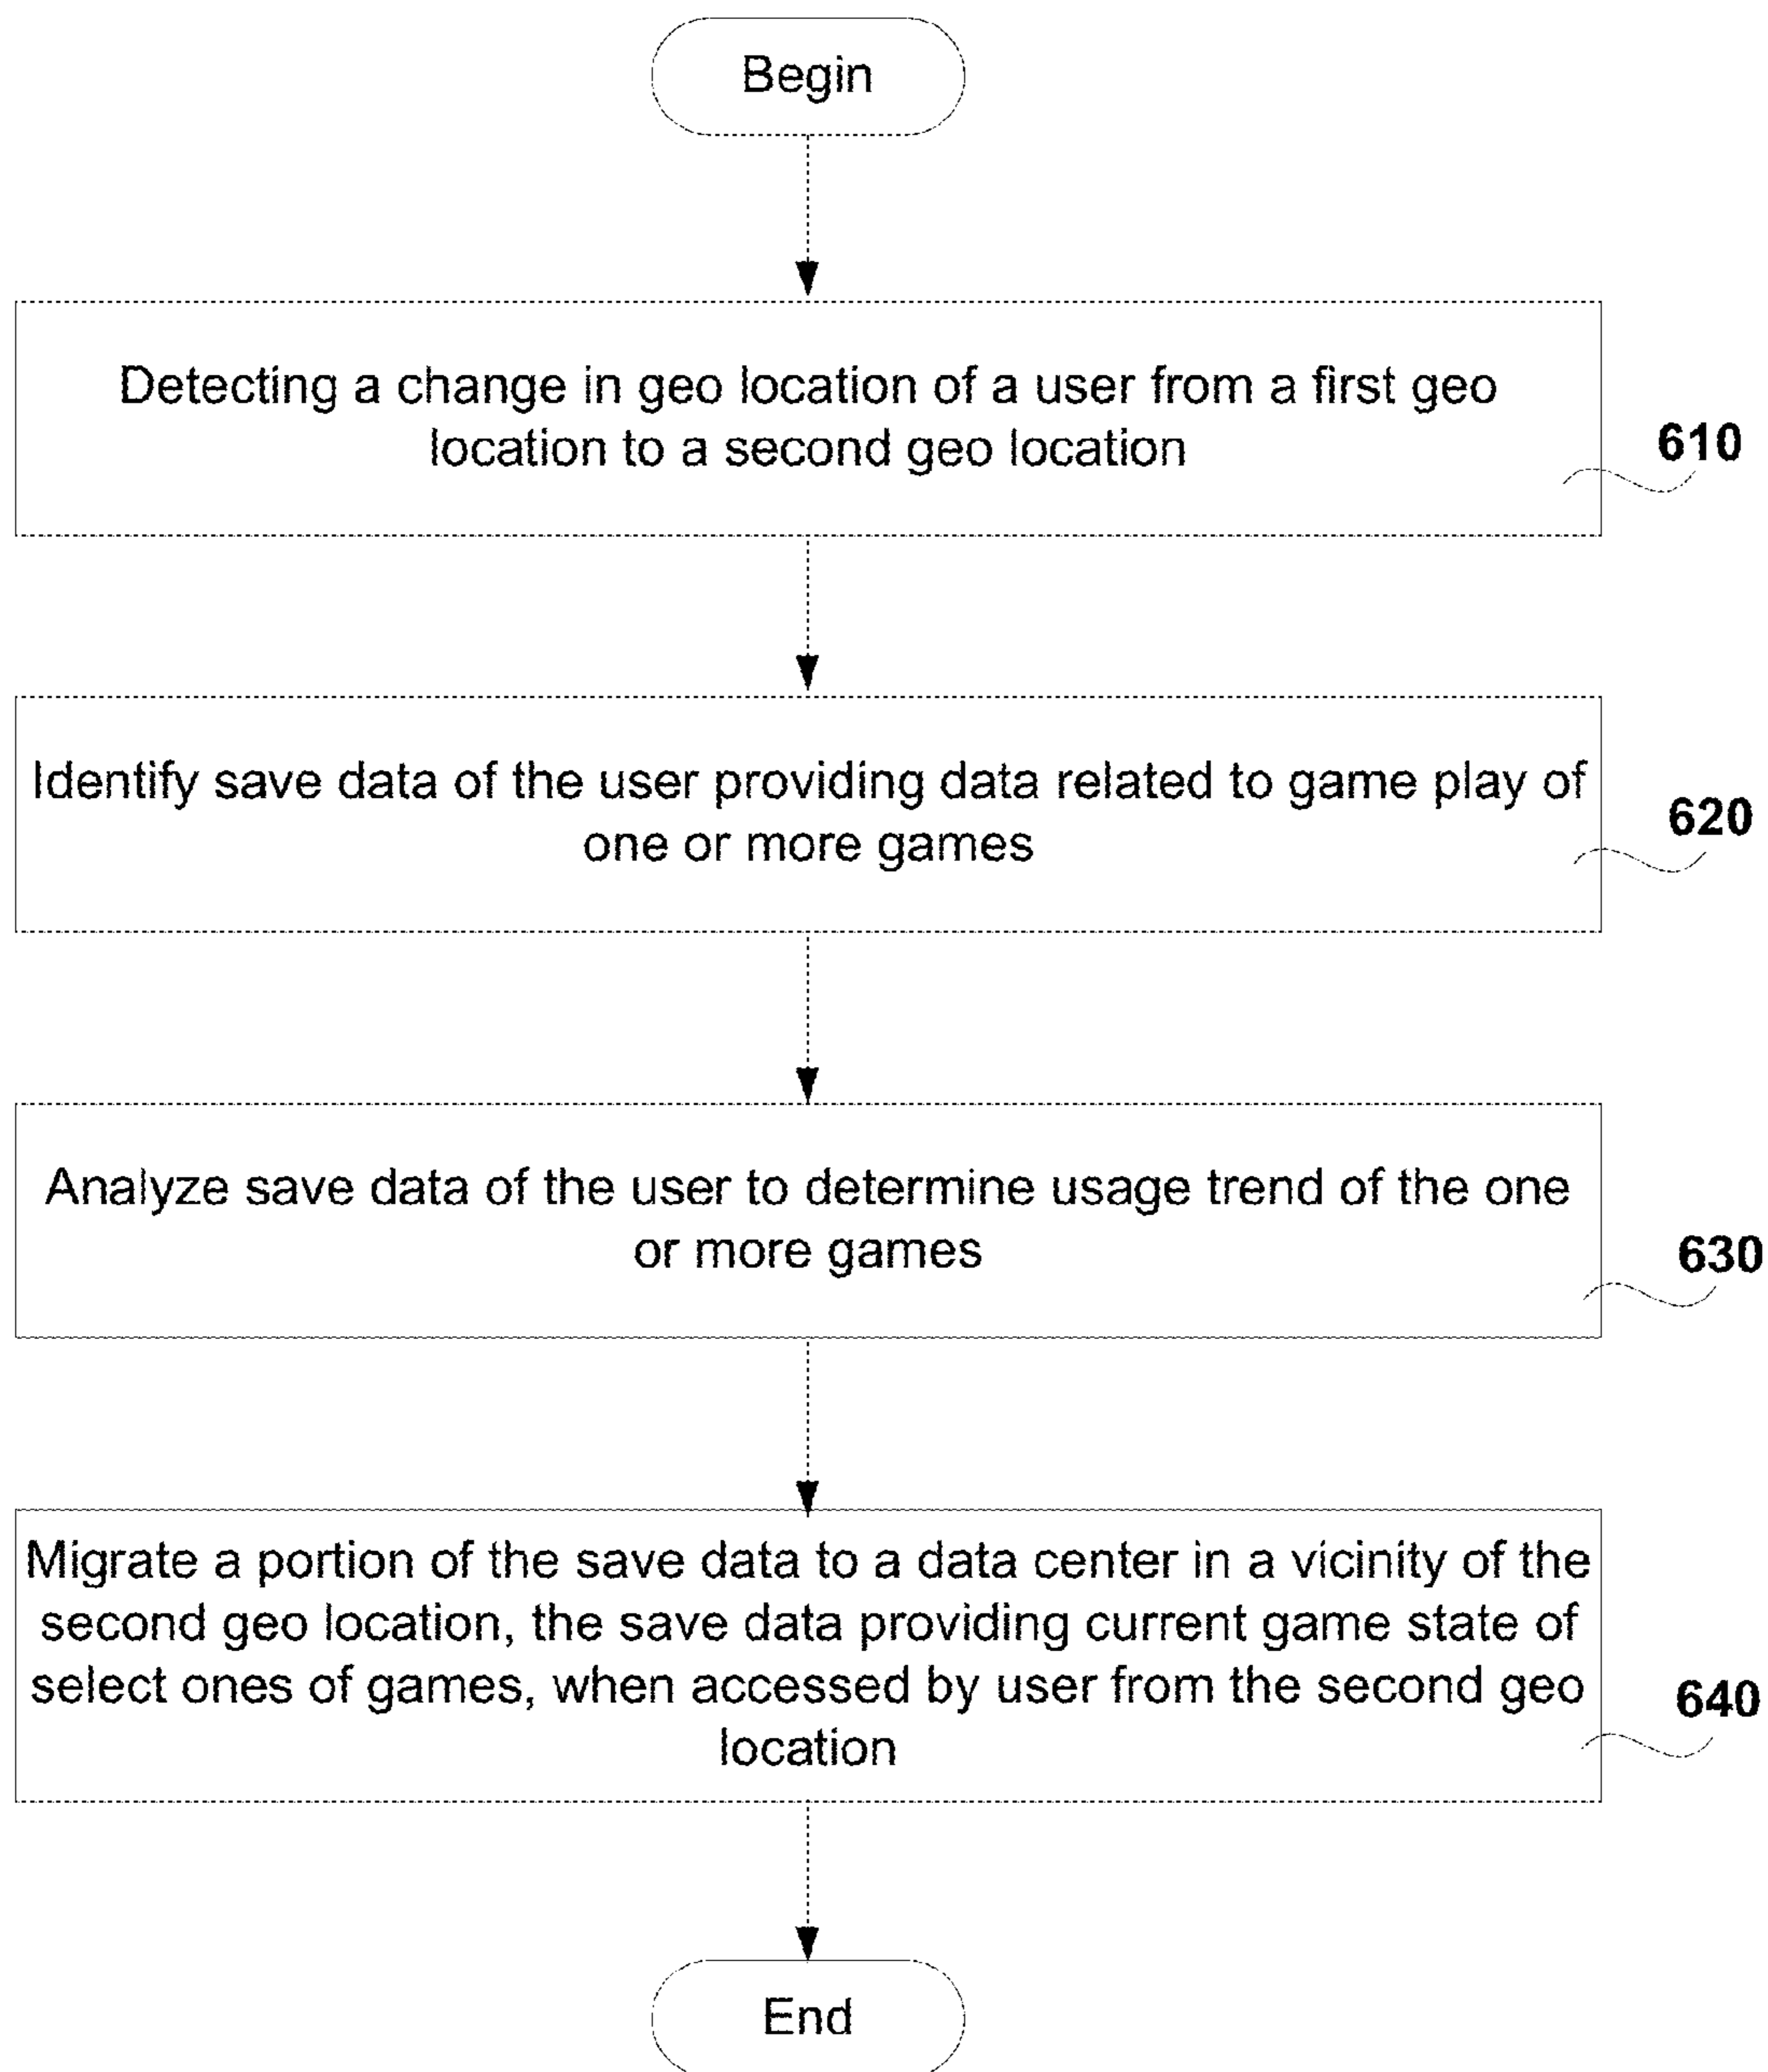 Begin
Detecting a change in geo location of a user from a first geo
location to a second geo location
610
Identify save data of the user providing data related to game play of
one or more games
620
Analyze save data of the user to determine usage trend of the one
or more games
630
Migrate a portion of the save data to a data center in a vicinity of the
second geo location, the save data providing current game state of
select ones of games, when accessed by user from the second geo
location
640
End